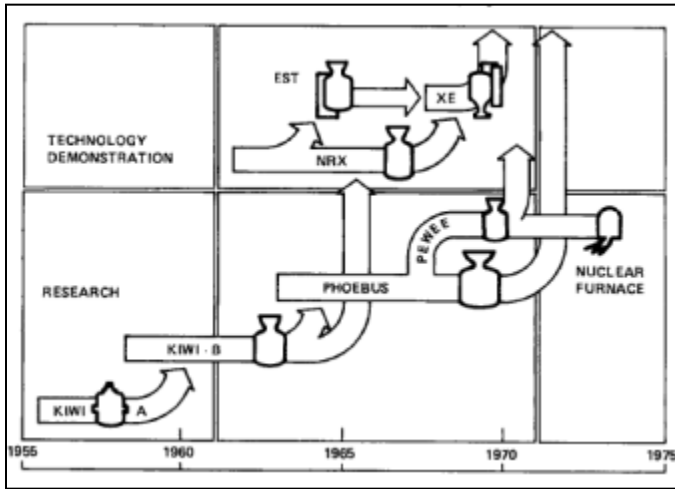 EST
XE
TECHNOLOGY
DEMONSTRATION
NRX
PEWEE
RESEARCH
PHOEBUS
NUCLEAR
FURNACE
KIWI - B
KIWI A
1955 1960 1965 1970 1975